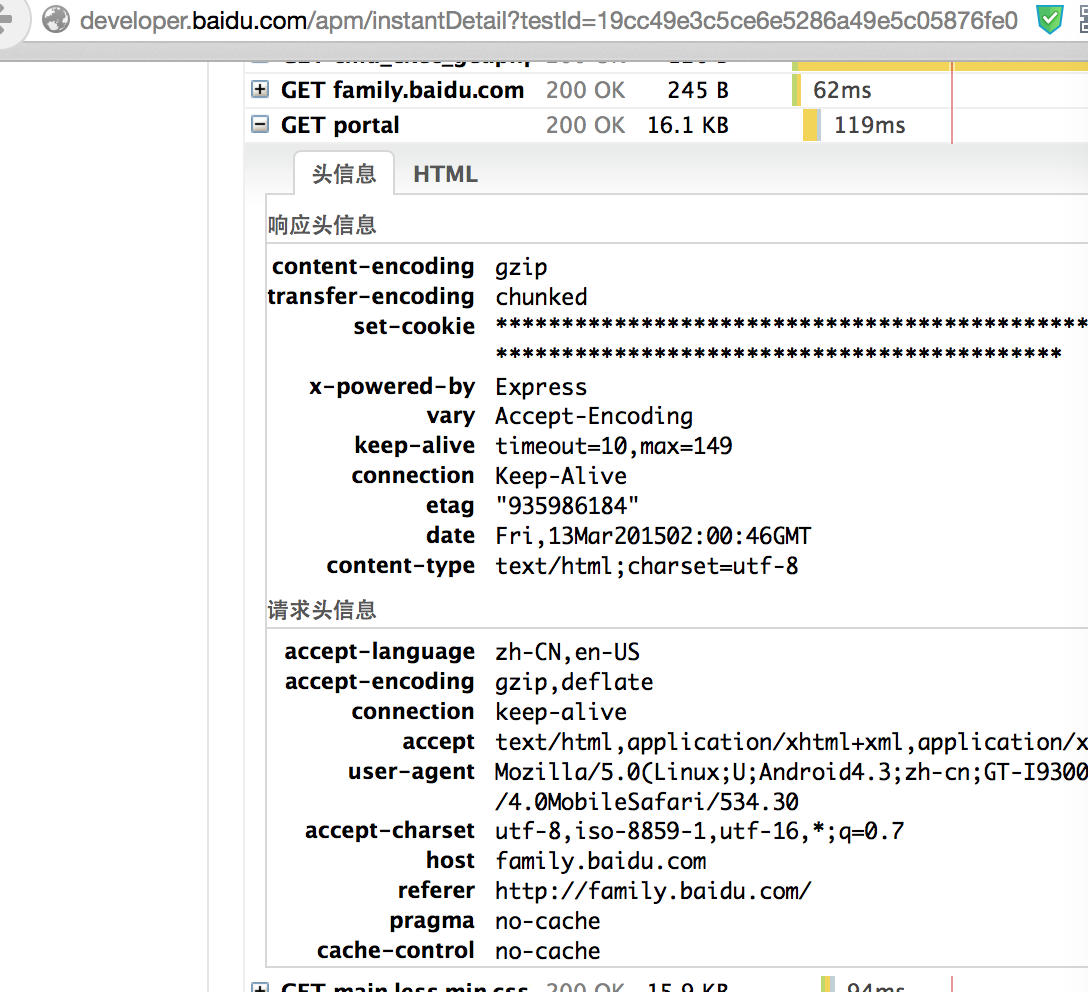 developer.baidu.com/apm/instantDetail?testId=19cc49e3c5ce6e5286a49e5c05876fe0
GET family.baidu.com 200 OK 245 B 62ms
GET portal 200 OK 16.1 KB 119ms
头信息 HTML
响应头信息
content-encoding gzip
transfer-encoding chunked
set-cookie *********************************************
*******************************************
x-powered-by Express
vary Accept-Encoding
keep-alive timeout=10,max=149
connection Keep-Alive
etag "935986184"
date Fri,13Mar201502:00:46GMT
content-type text/html;charset=utf-8
请求头信息
accept-language zh-CN,en-US
accept-encoding gzip,deflate
connection keep-alive
accept text/html,application/xhtml+xml,application/x
user-agent Mozilla/5.0(Linux;U;Android4.3;zh-cn;GT-I9300
/4.0MobileSafari/534.30
accept-charset utf-8,iso-8859-1,utf-16,*;q=0.7
host family.baidu.com
referer http://family.baidu.com/
pragma no-cache
cache-control no-cache
GET main.less.min.css 200 OK 15.9 KB 94ms